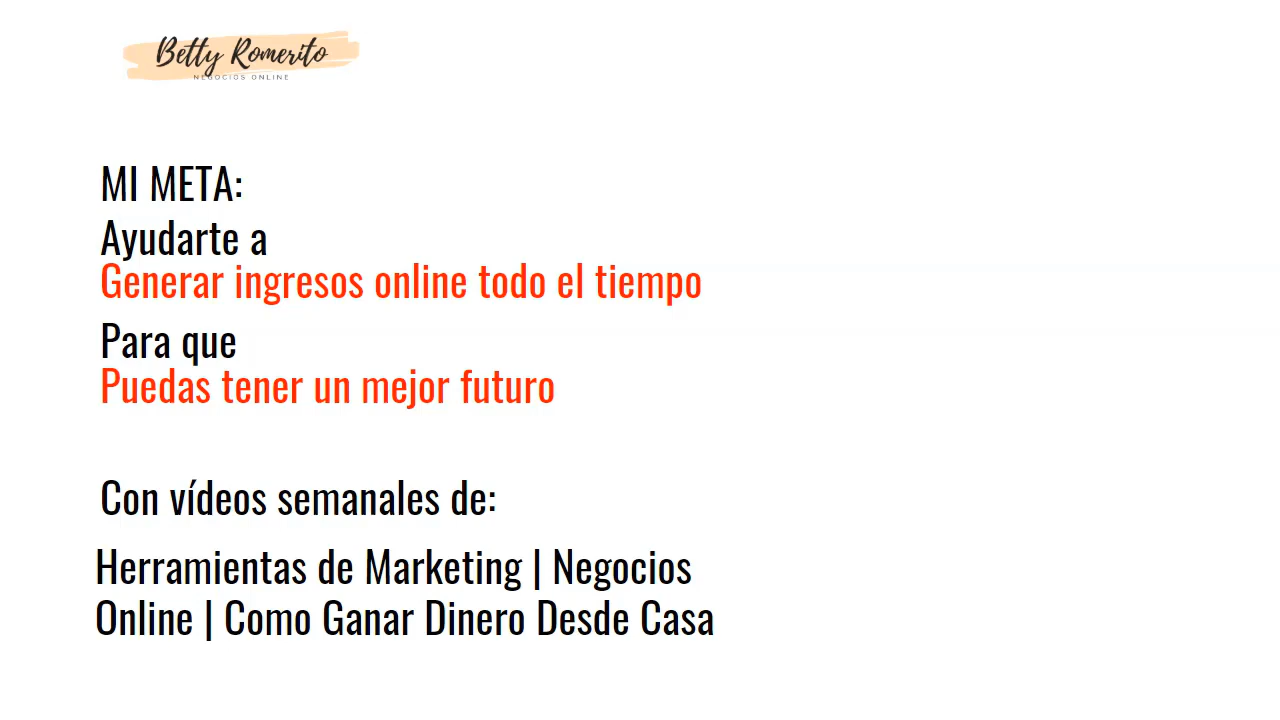 Betty Romerito
NEGOCIOS ONLINE
MI META:
Ayudarte a
Generar ingresos online todo el tiempo
Para que
Puedas tener un mejor futuro
Con vídeos semanales de:
Herramientas de Marketing | Negocios
Online | Como Ganar Dinero Desde Casa